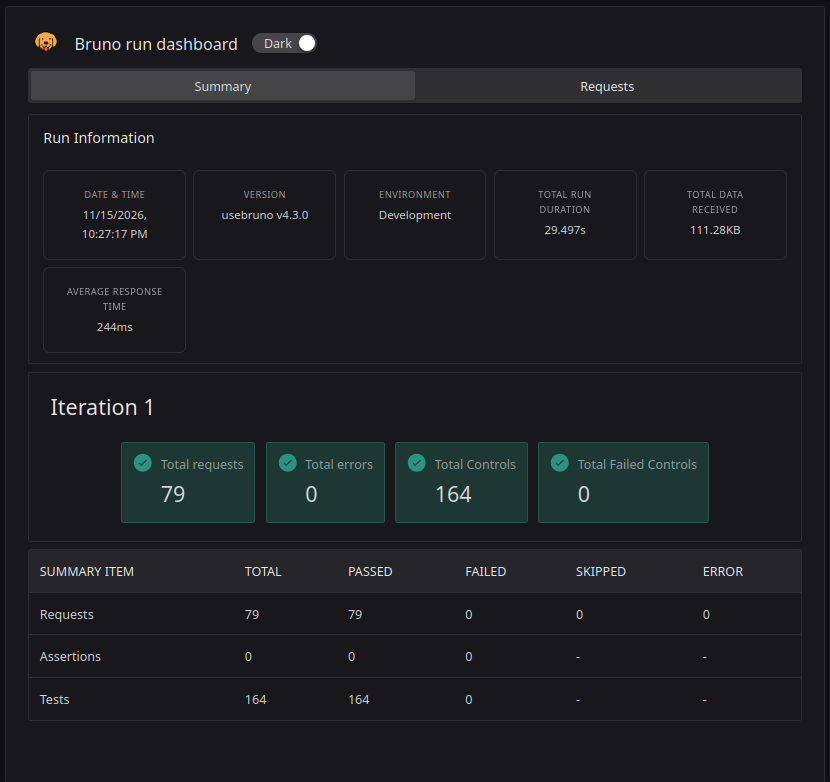 Bruno run dashboard
Dark
Summary
Requests
Run Information
DATE & TIME
11/15/2026,
10:27:17 PM
VERSION
usebruno v4.3.0
ENVIRONMENT
Development
TOTAL RUN
DURATION
29.497s
TOTAL DATA
RECEIVED
111.28KB
AVERAGE RESPONSE
TIME
244ms
Iteration 1
Total requests
79
Total errors
0
Total Controls
164
Total Failed Controls
0
SUMMARY ITEM TOTAL PASSED FAILED SKIPPED ERROR
Requests 79 79 0 0 0
Assertions 0 0 0 - -
Tests 164 164 0 - -